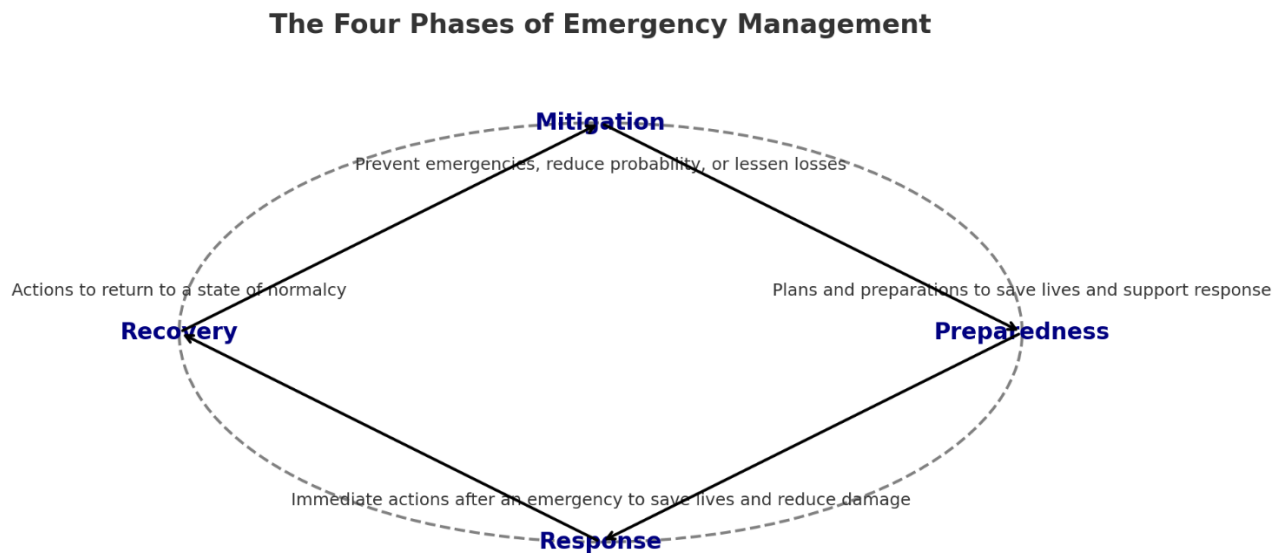 The Four Phases of Emergency Management
Mitigation
Prevent emergencies, reduce probability, or lessen losses
Actions to return to a state of normalcy
Plans and preparations to save lives and support response
Recovery
Preparedness
Immediate actions after an emergency to save lives and reduce damage
Response